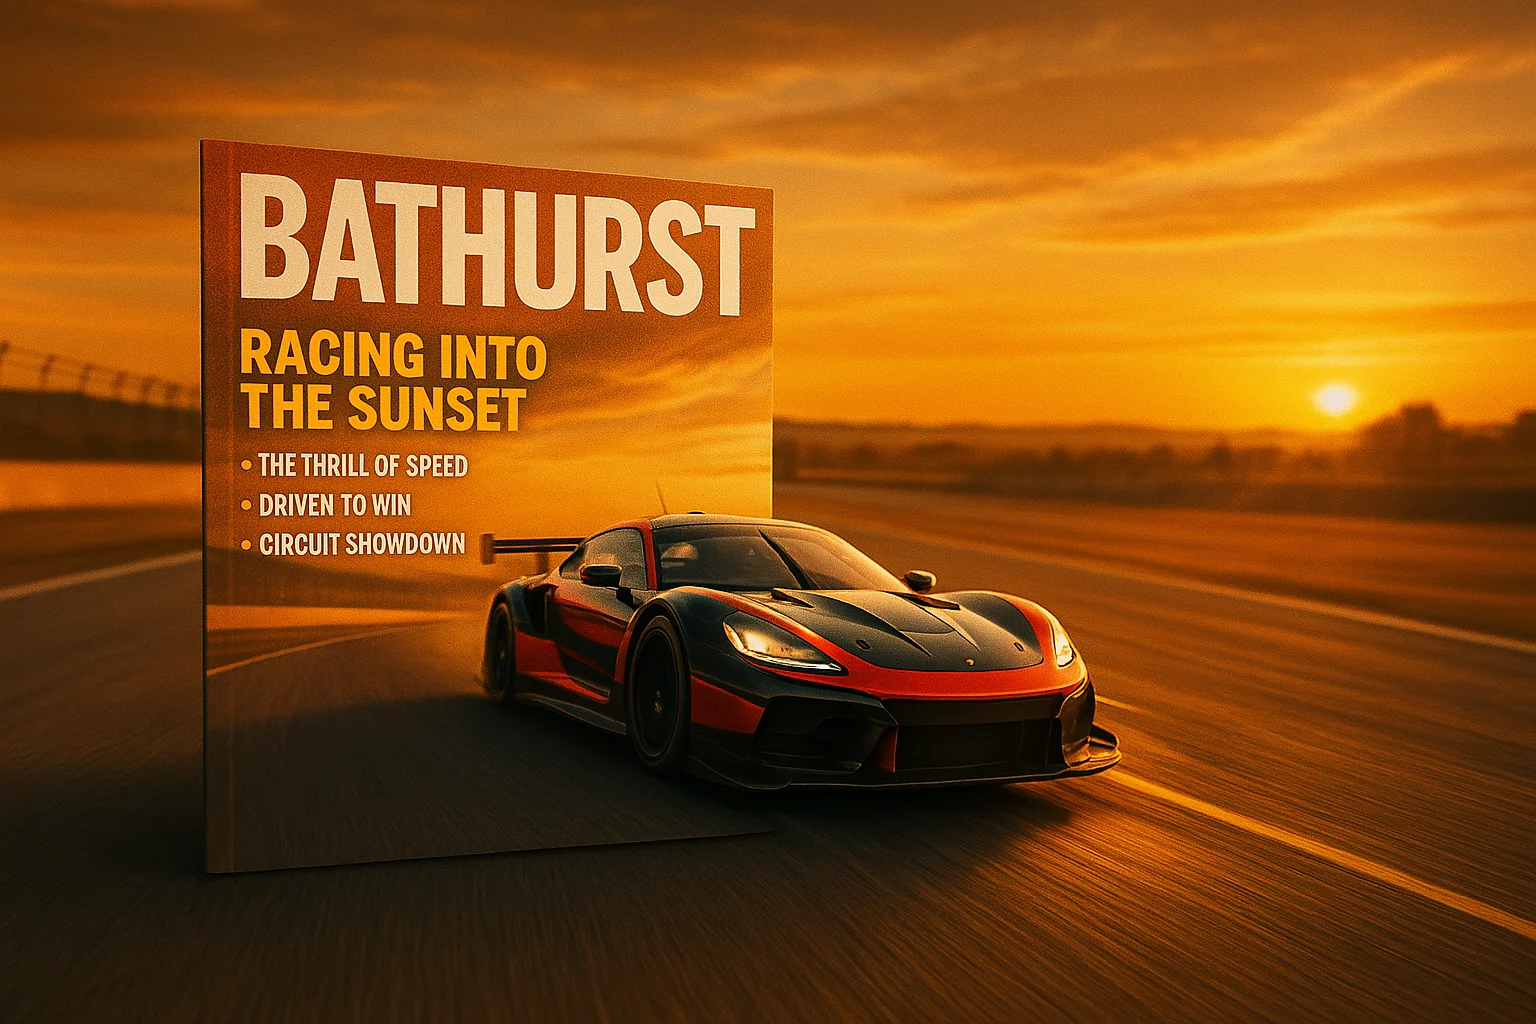 BATHURST
RACING INTO
THE SUNSET
• THE THRILL OF SPEED
• DRIVEN TO WIN
• CIRCUIT SHOWDOWN